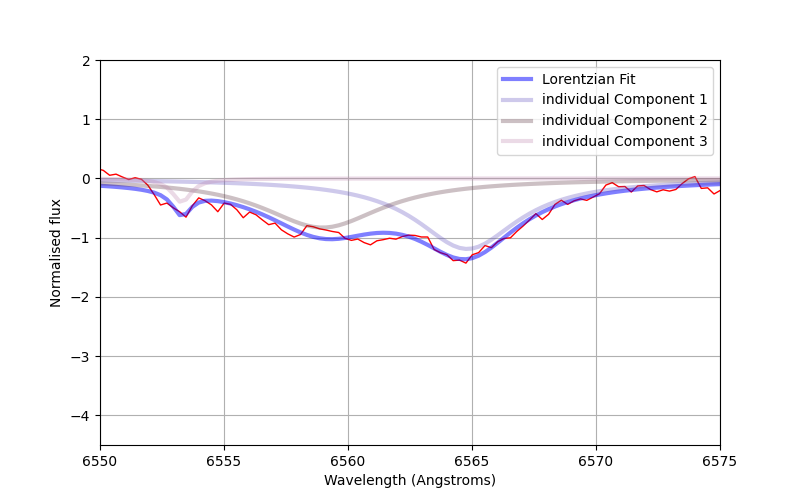 2
1
0
−1
−2
−3
−4
6550
6555
6560
6565
6570
6575
Normalised flux
Wavelength (Angstroms)
Lorentzian Fit
individual Component 1
individual Component 2
individual Component 3